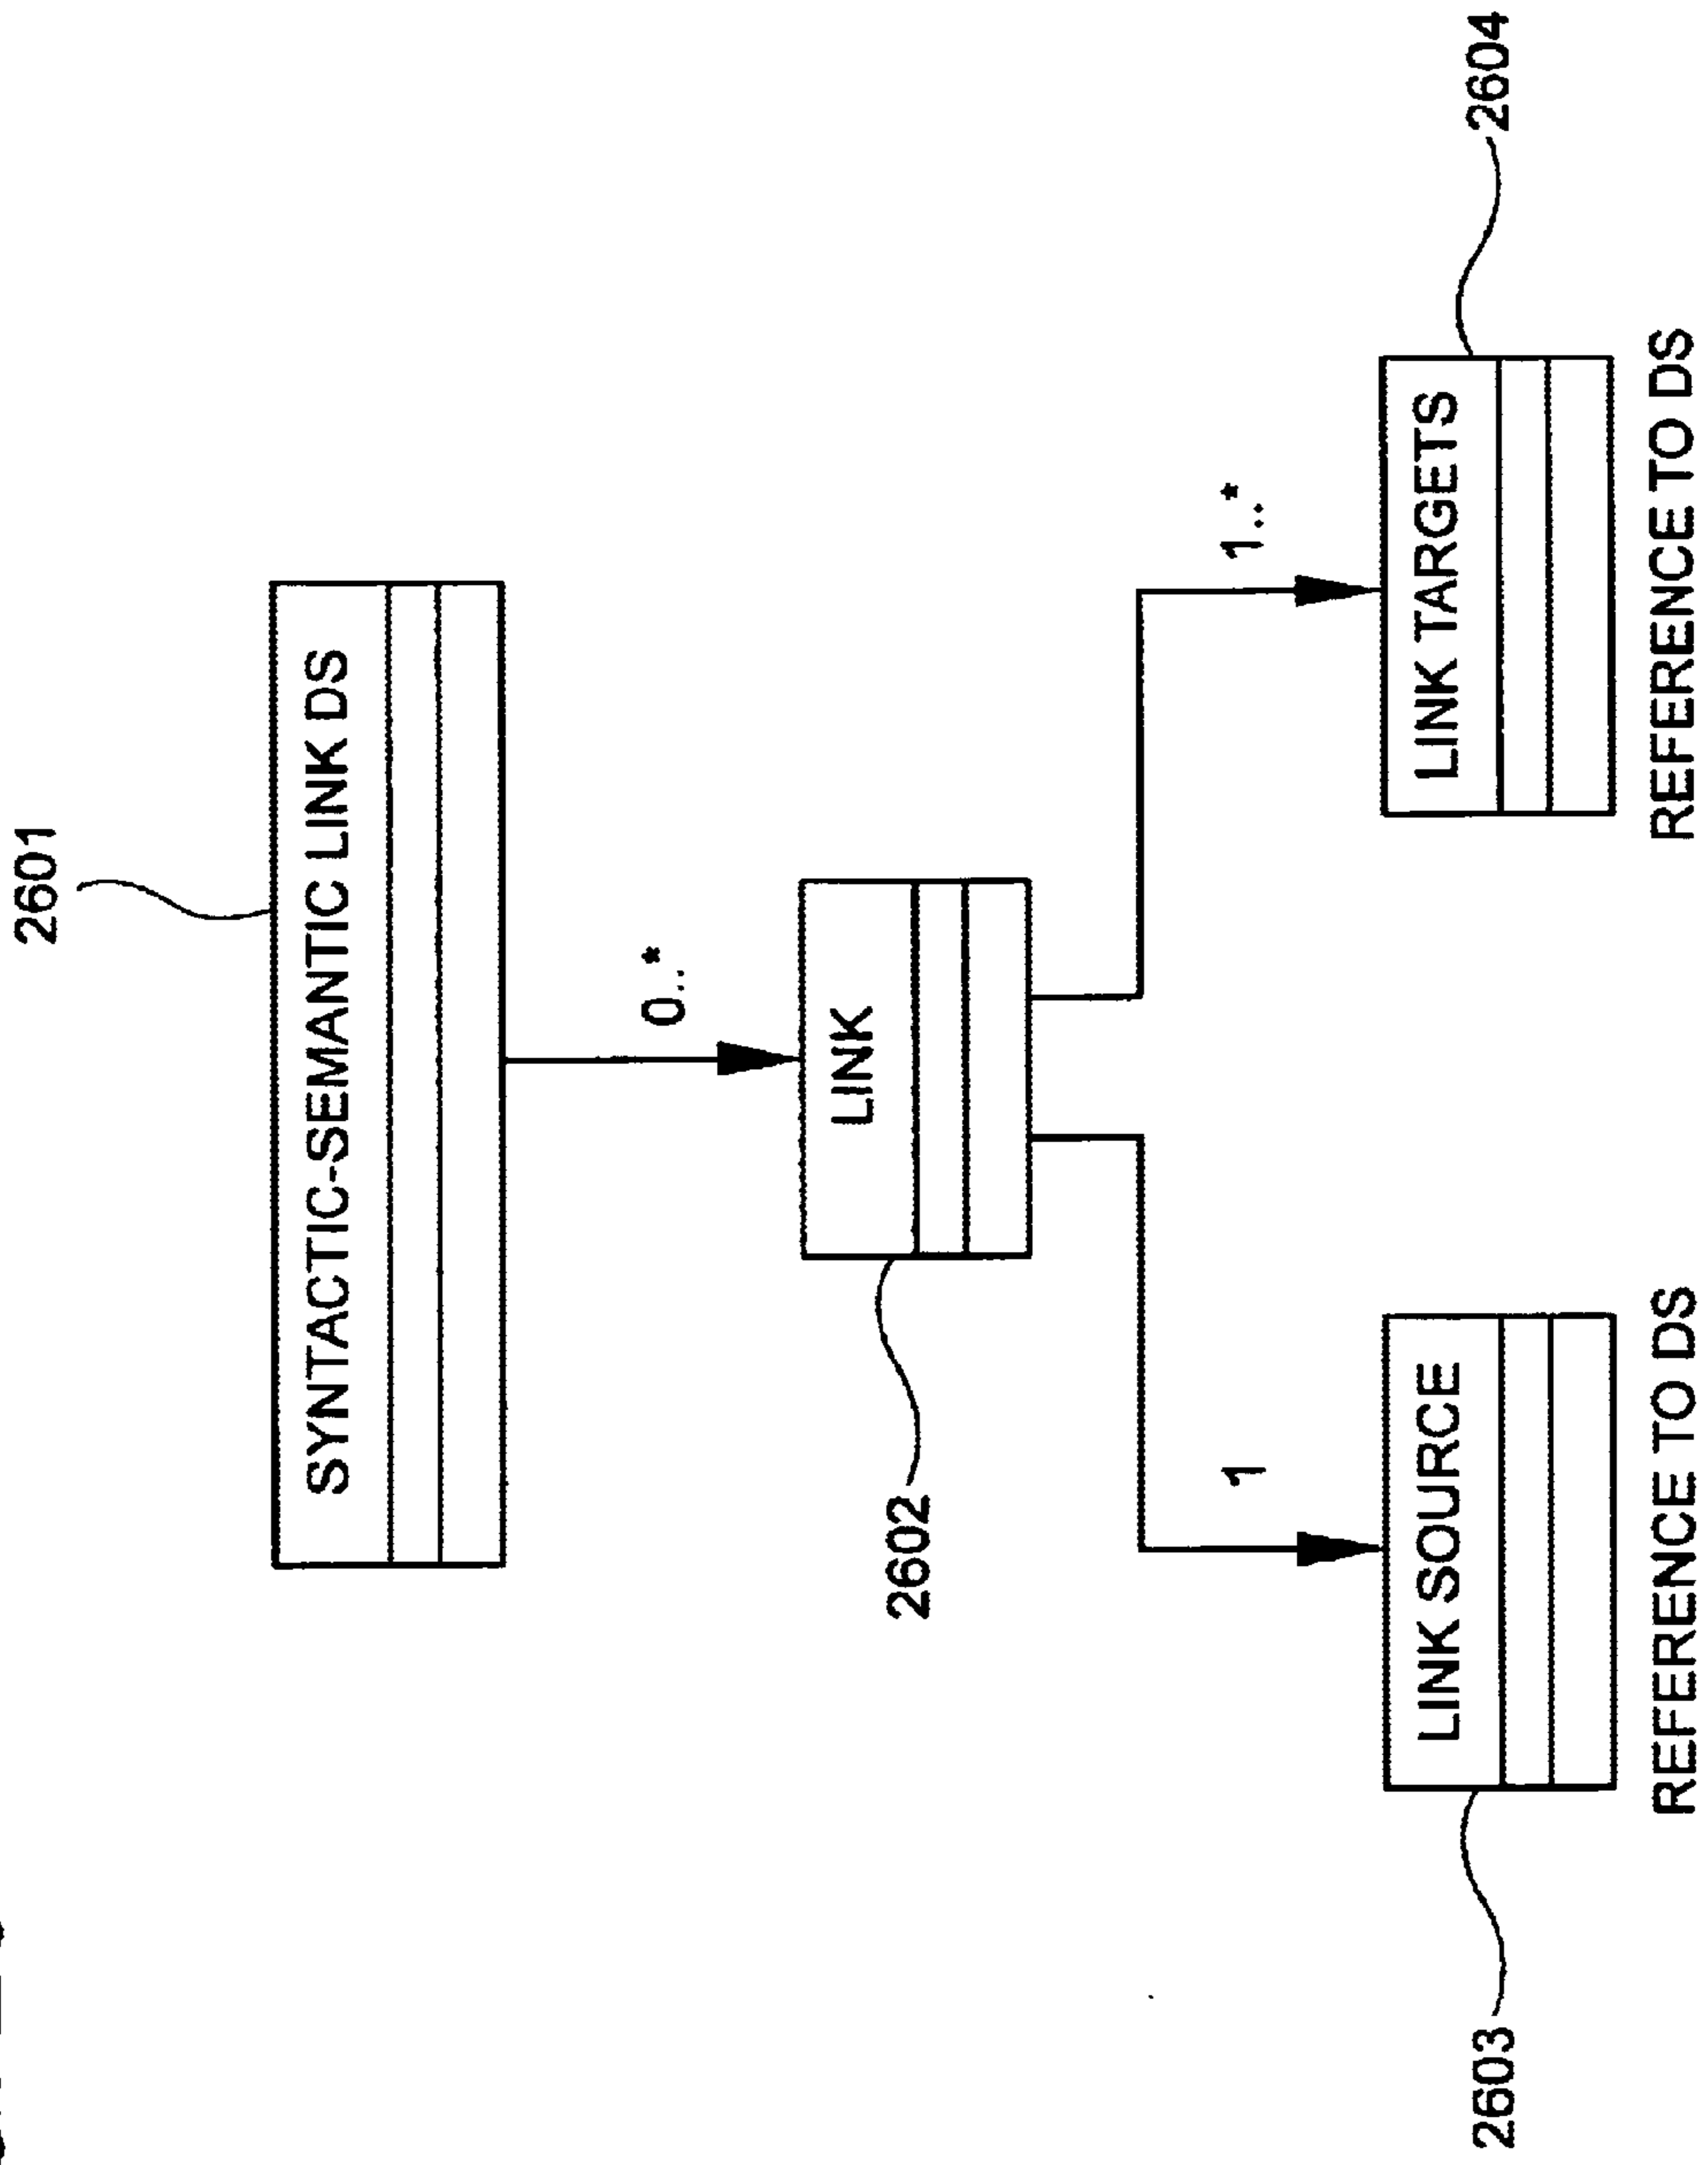 2601
SYNTACTIC-SEMANTIC LINK DS
0..*
LINK
2602
1
1..*
LINK SOURCE
LINK TARGETS
2603
2604
REFERENCE TO DS
REFERENCE TO DS